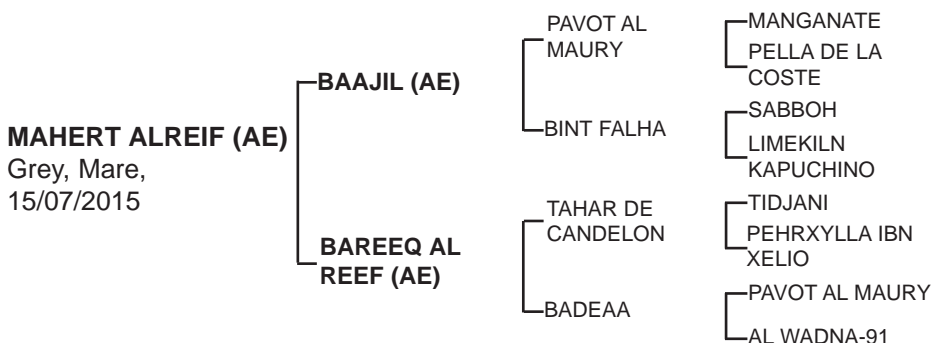 MAHERT ALREIF (AE)
Grey, Mare,
15/07/2015
BAAJIL (AE)
BAREEQ AL
REEF (AE)
PAVOT AL
MAURY
BINT FALHA
TAHAR DE
CANDELON
BADEAA
MANGANATE
PELLA DE LA
COSTE
SABBOH
LIMEKILN
KAPUCHINO
TIDJANI
PEHRXYLLA IBN
XELIO
PAVOT AL MAURY
AL WADNA-91